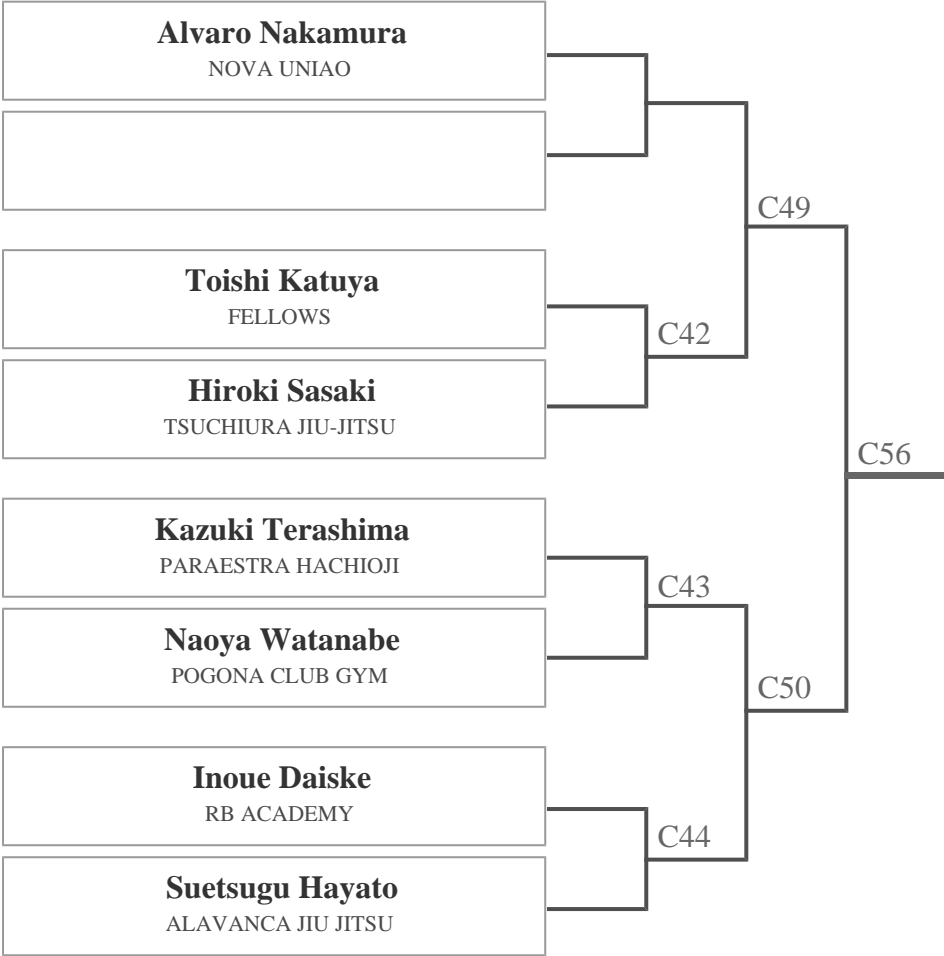 Alvaro Nakamura
NOVA UNIAO
C49
Toishi Katuya
FELLOWS
C42
Hiroki Sasaki
TSUCHIURA JIU-JITSU
C56
Kazuki Terashima
PARAESTRA HACHIOJI
C43
Naoya Watanabe
POGONA CLUB GYM
C50
Inoue Daiske
RB ACADEMY
C44
Suetsugu Hayato
ALAVANCA JIU JITSU